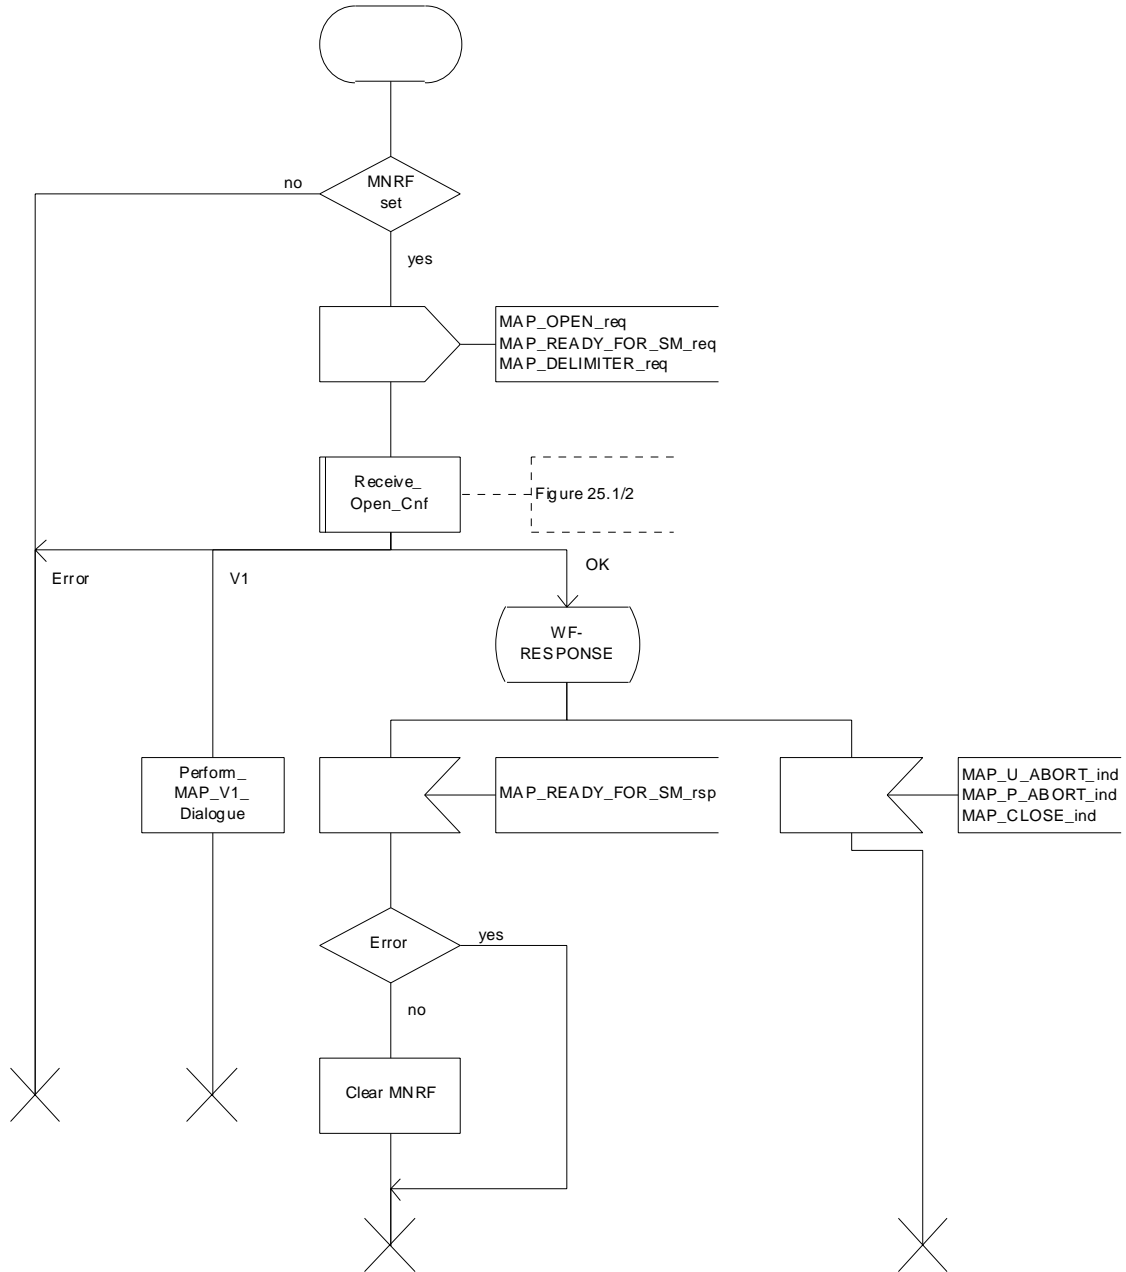 no
MNRF
set
yes
MAP_OPEN_req
MAP_READY_FOR_SM_req
MAP_DELIMITER_req
Receive_
Open_Cnf
Figure 25.1/2
Error
V1
OK
WF-
RESPONSE
Perform_
MAP_V1_
Dialogue
MAP_READY_FOR_SM_rsp
MAP_U_ABORT_ind
MAP_P_ABORT_ind
MAP_CLOSE_ind
Error
yes
no
Clear MNRF